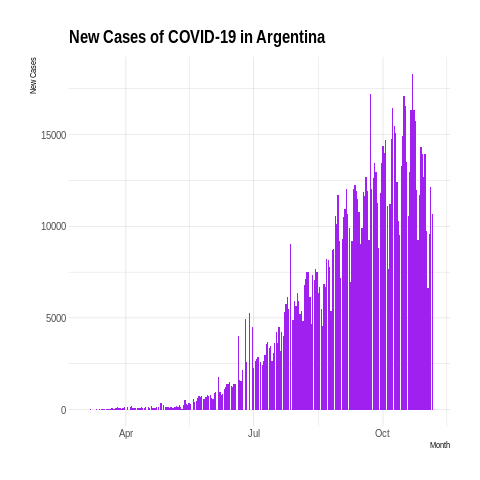 New Cases of COVID-19 in Argentina
New Cases
15000
10000
5000
0
Apr Jul Oct
Month